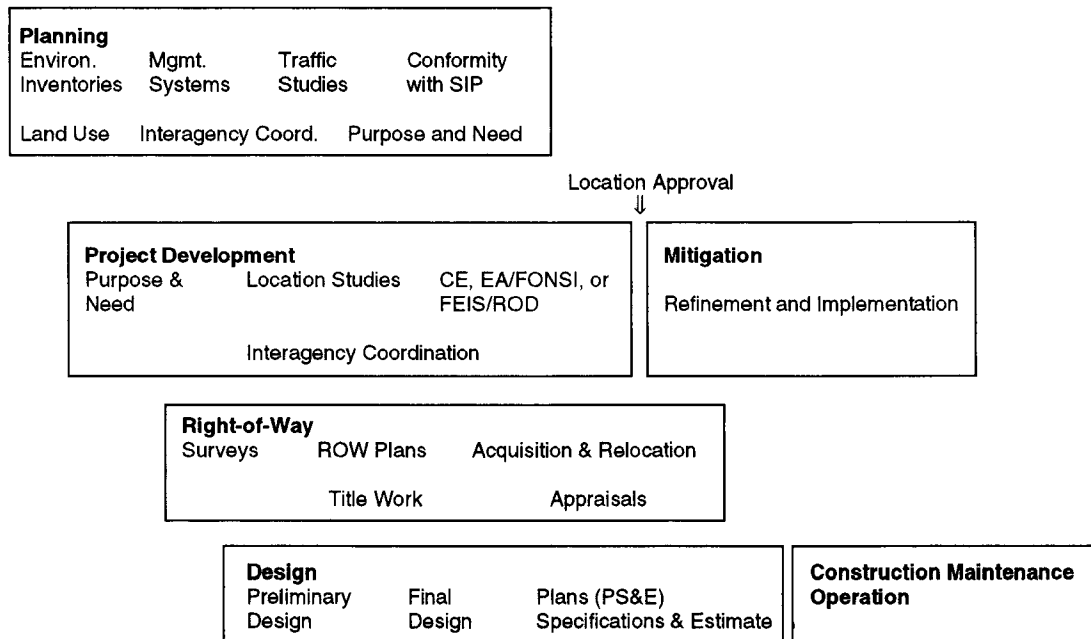 Planning
Environ. Mgmt. Traffic Conformity
Inventories Systems Studies with SIP
Land Use Interagency Coord. Purpose and Need
Location Approval
⇓
Project Development
Purpose & Location Studies CE, EA/FONSI, or
Need FEIS/ROD
Interagency Coordination
Mitigation
Refinement and Implementation
Right-of-Way
Surveys ROW Plans Acquisition & Relocation
Title Work Appraisals
Design
Preliminary Final Plans (PS&E)
Design Design Specifications & Estimate
Construction Maintenance
Operation